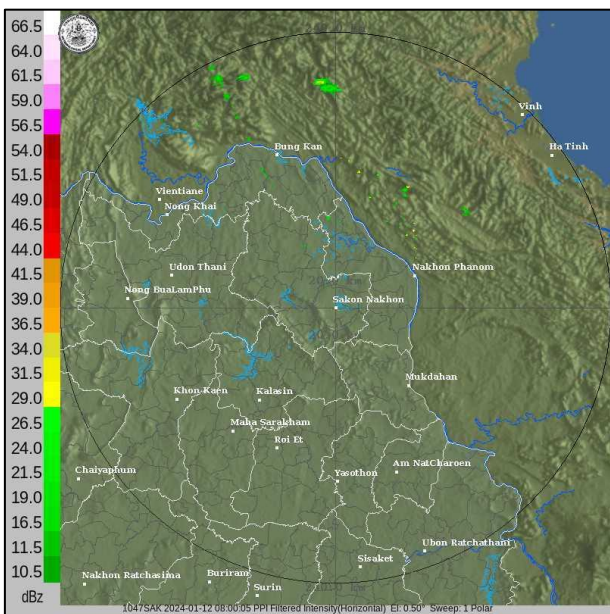 66.5
64.0
61.5
59.0
56.5
54.0
51.5
49.0
46.5
44.0
41.5
39.0
36.5
34.0
31.5
29.0
26.5
24.0
21.5
19.0
16.5
13.5
11.5
10.5
dBz
Vinh
Ha Tinh
Bung Kan
Vientiane
Nong Khai
Udon Thani
Nakhon Phanom
Nong BuaLamPhu
Sakon Nakhon
Mukdahan
Khon Kaen
Kalasin
Maha Sarakham
Roi Et
Am NatCharoen
Chaiyaphum
Yasothon
Ubon Ratchathani
Sisaket
Nakhon Ratchasima
Buriram
Surin
1047SAK 2024-01-12 08:00:05 PPI Filtered Intensity(Horizontal) El: 0.50° Sweep: 1 Polar